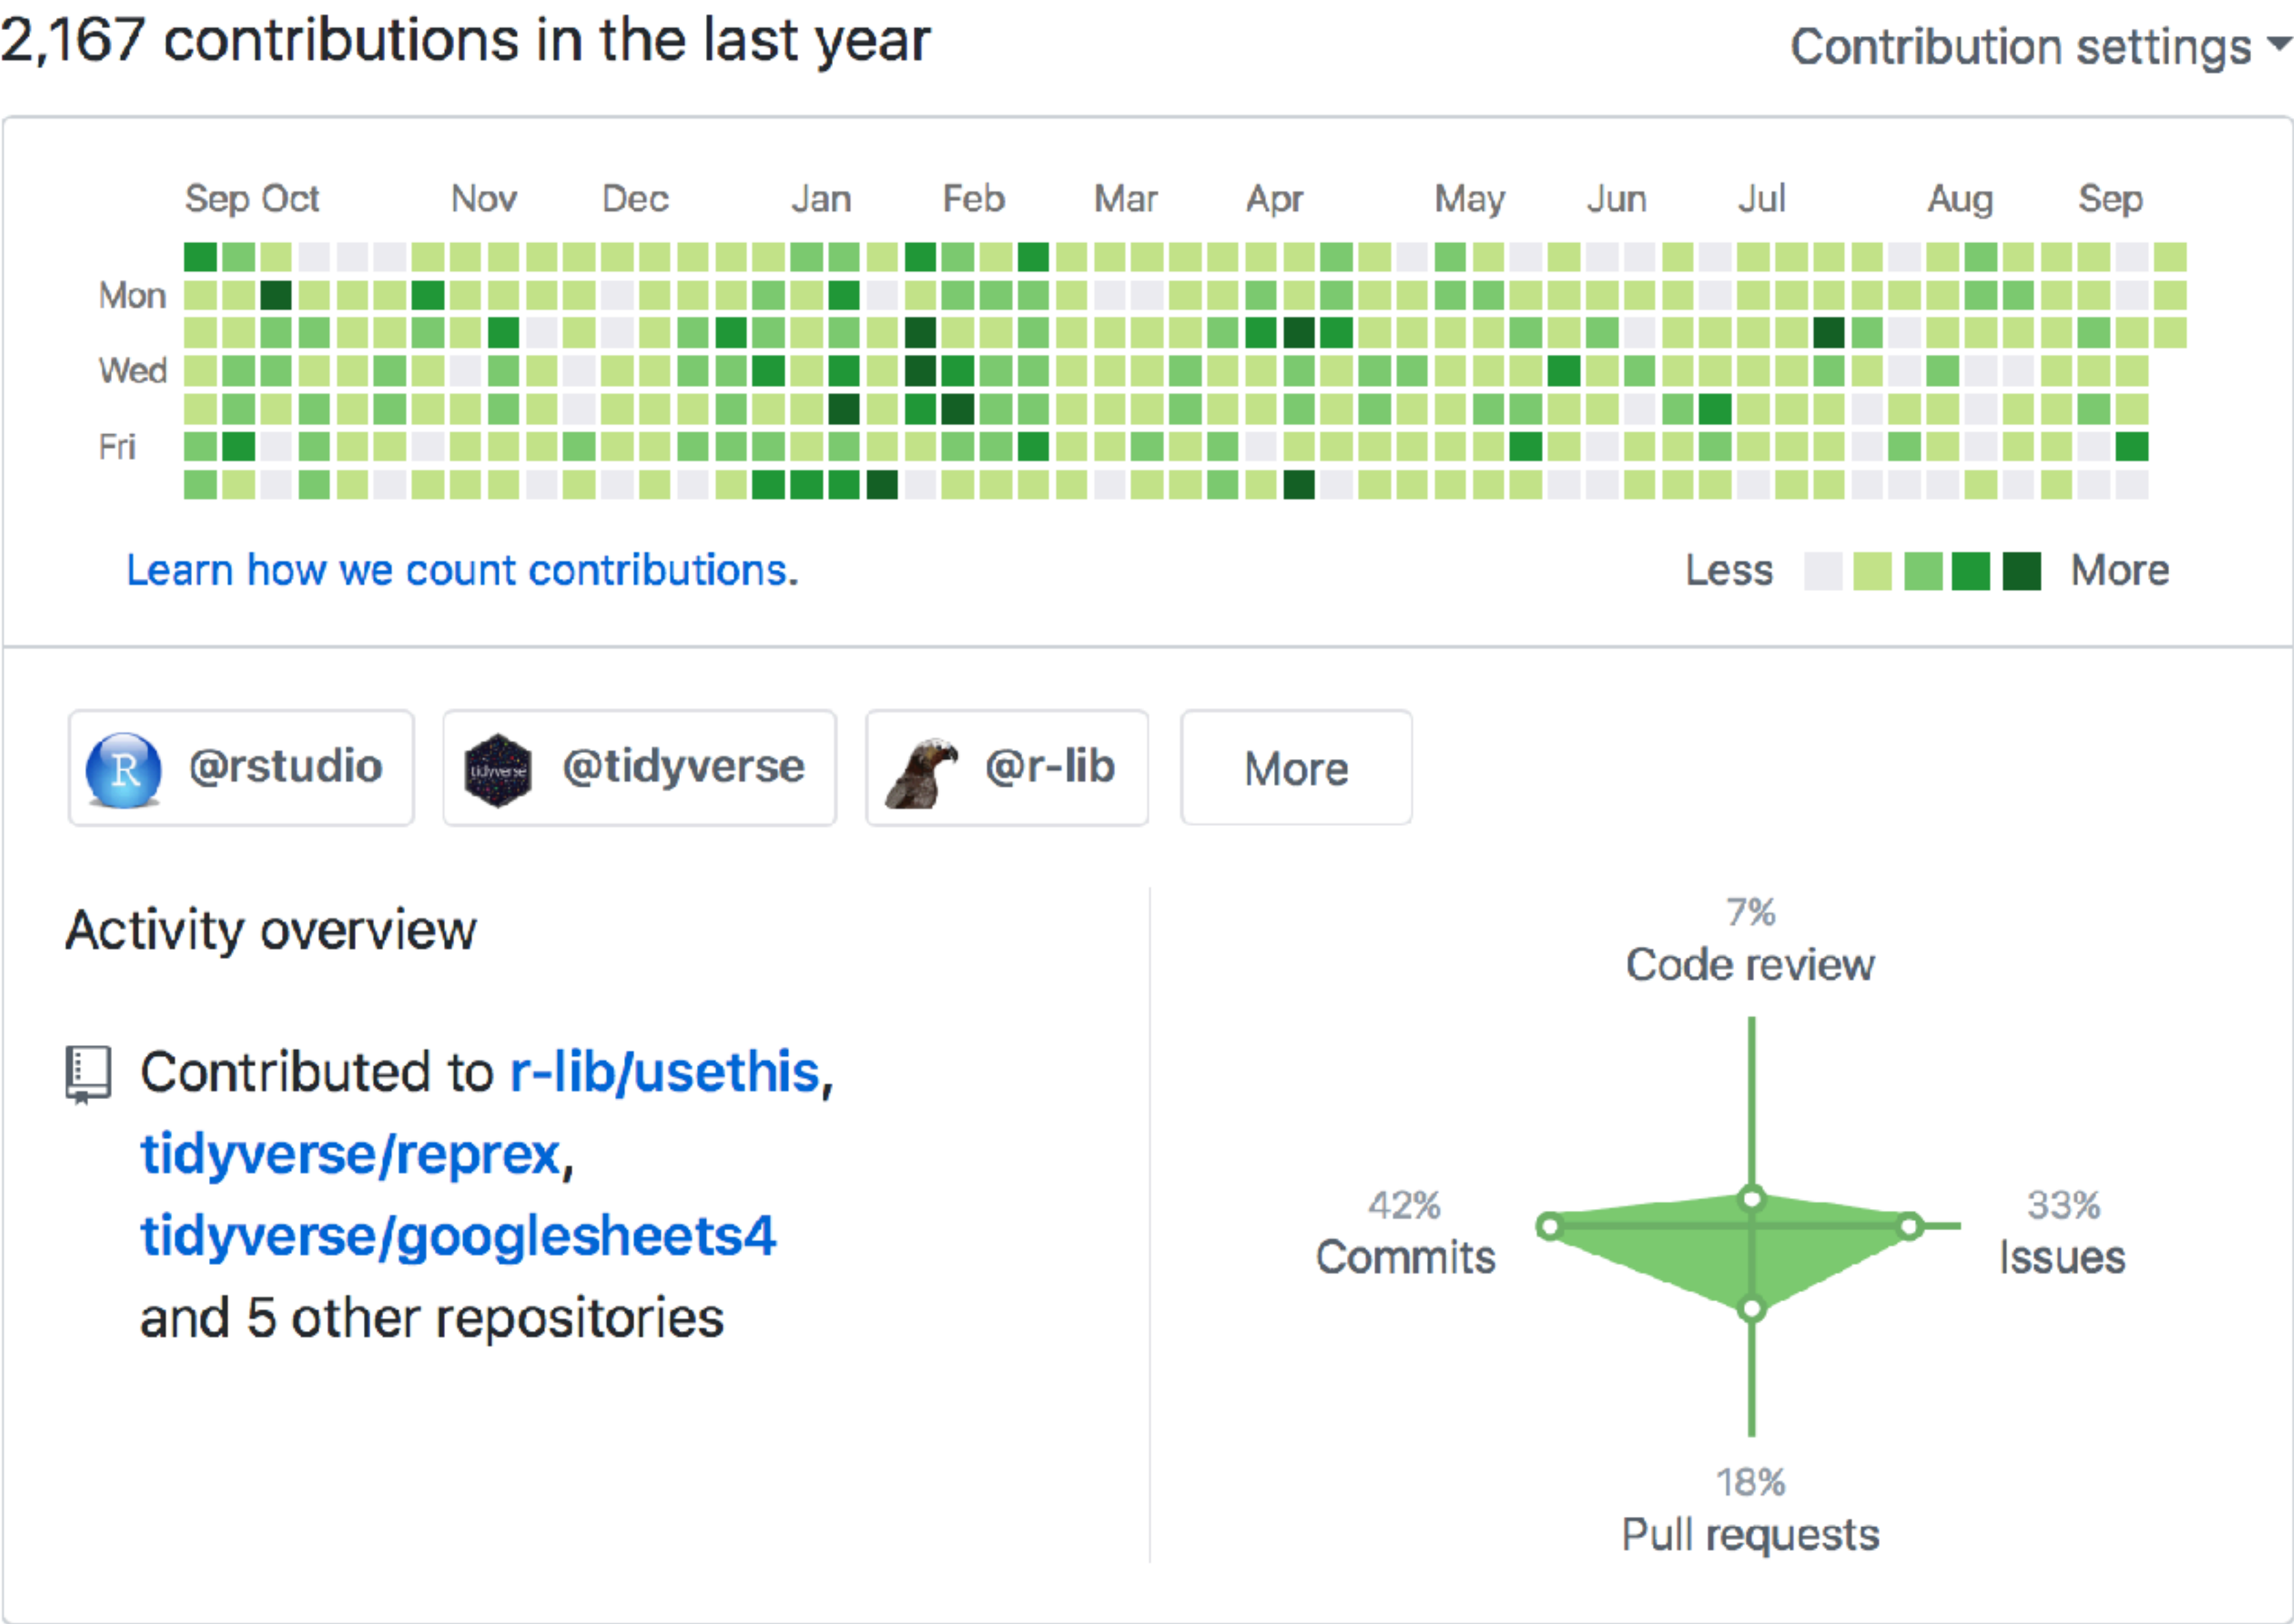 2,167 contributions in the last year
Contribution settings
Sep Oct Nov Dec Jan Feb Mar Apr May Jun Jul Aug Sep
Mon
Wed
Fri
Learn how we count contributions.
Less More
R @rstudio tidyverse @tidyverse @r-lib More
Activity overview
Contributed to r-lib/usethis,
tidyverse/reprex,
tidyverse/googlesheets4
and 5 other repositories
7%
Code review
42%
Commits
33%
Issues
18%
Pull requests